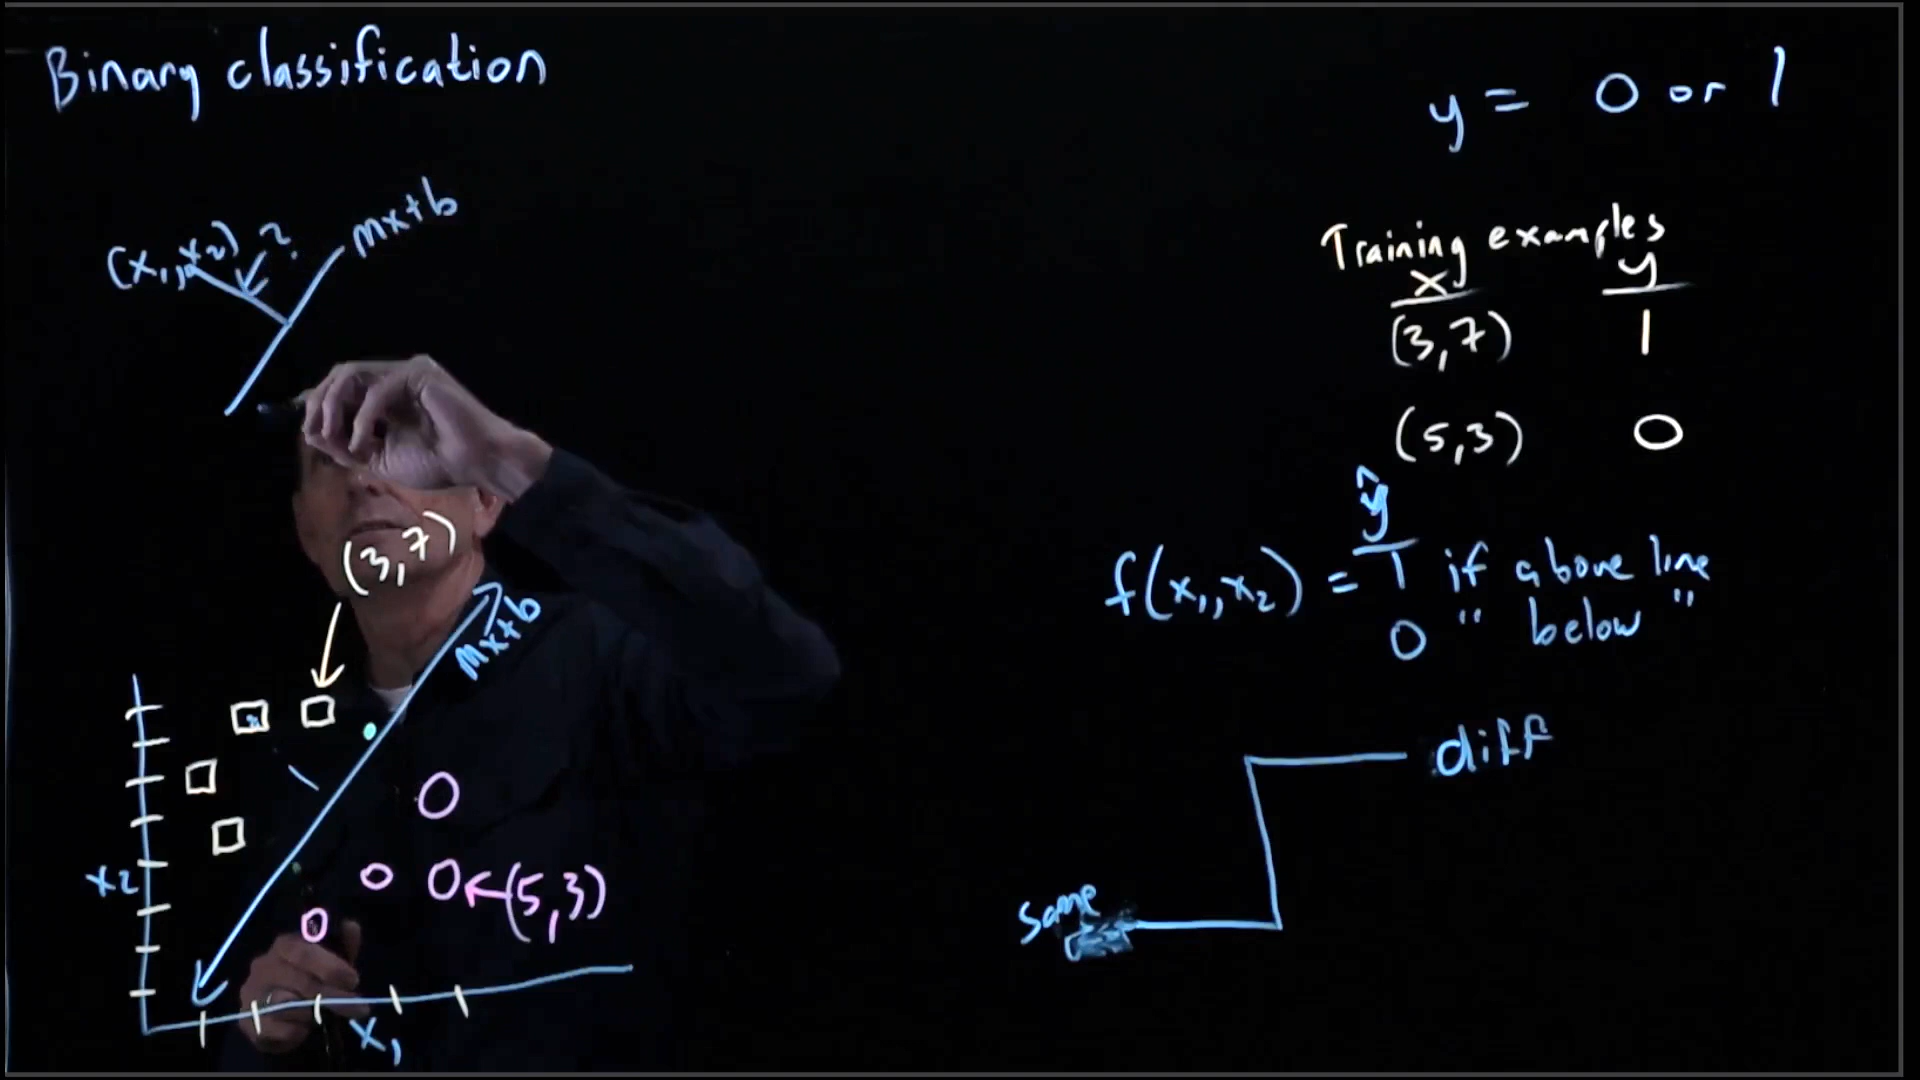 Binary classification
y = 0 or 1
(x₁, x₂) ?
mx+b
Training examples
x y
(3,7) 1
(5,3) 0
ŷ
f(x₁, x₂) = 1 if above line
0 " below "
(3,7)
mx+b
diff
same
x₂
(5,3)
x₁